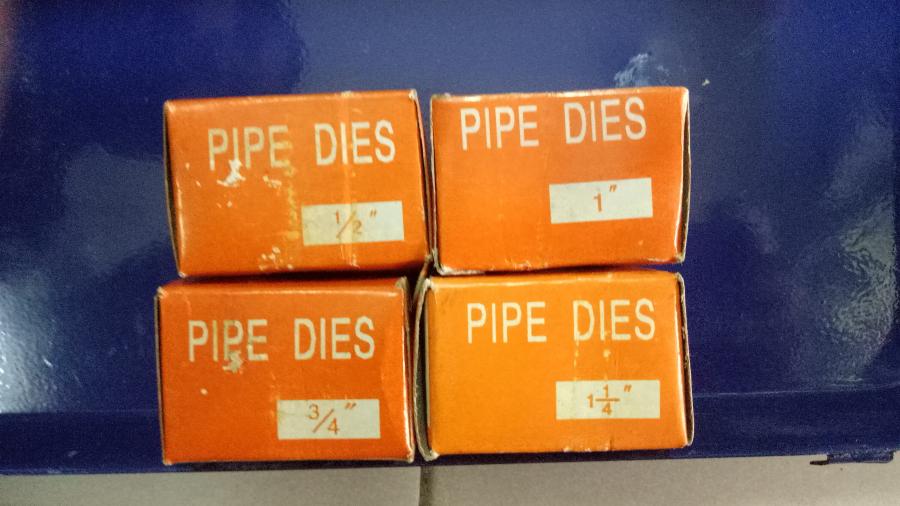 PIPE DIES
1/2"
PIPE DIES
1"
PIPE DIES
3/4"
PIPE DIES
1 1/4"